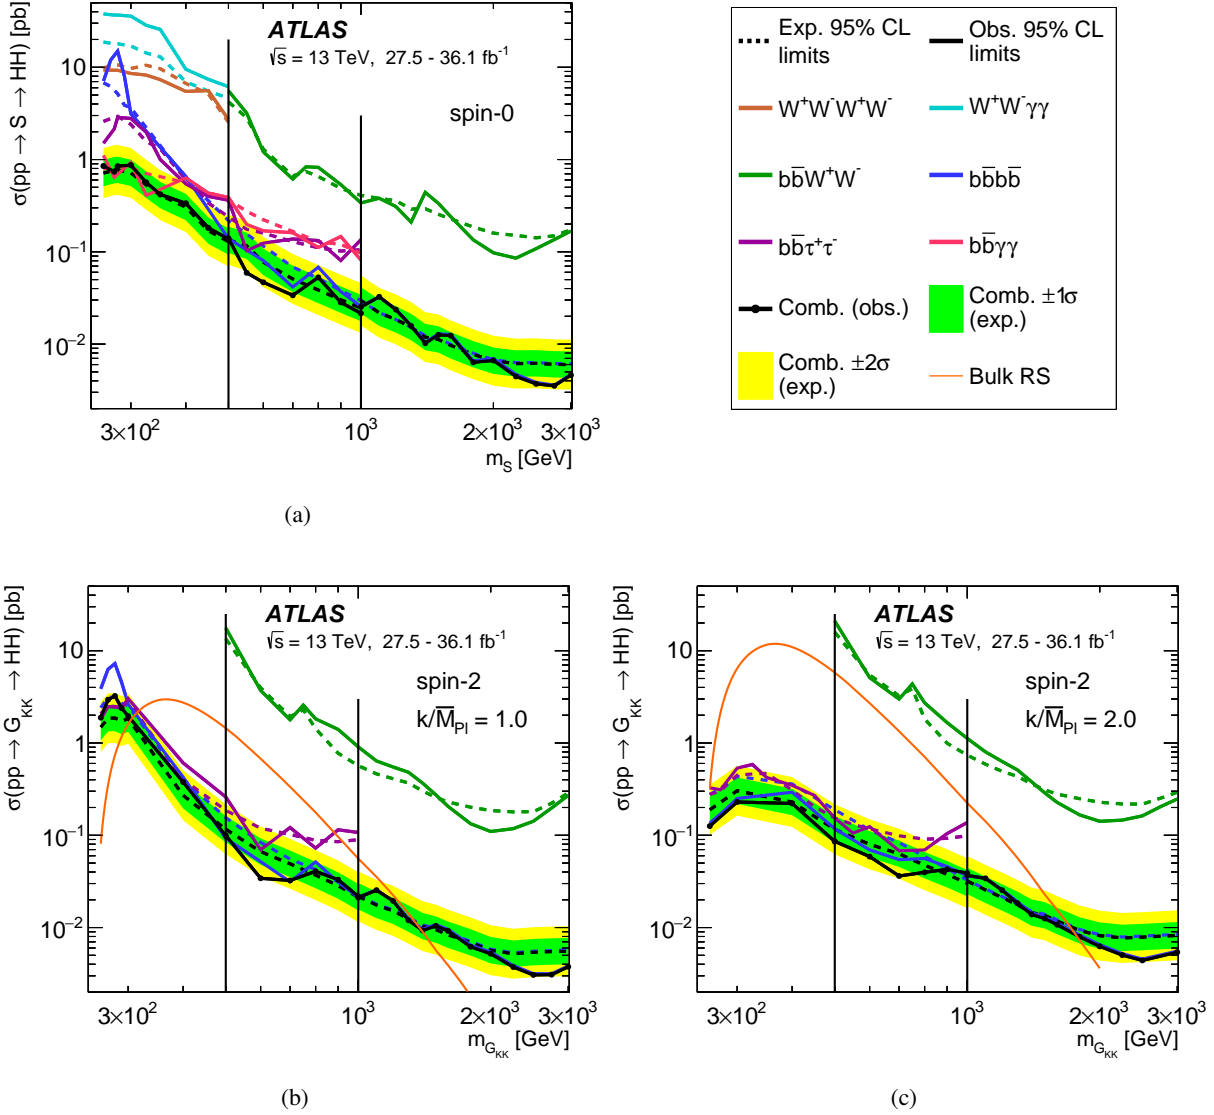 σ(pp → S → HH) [pb]
ATLAS
√s = 13 TeV, 27.5 - 36.1 fb⁻¹
spin-0
10
1
10⁻¹
10⁻²
3×10² 10³ 2×10³ 3×10³
m_S [GeV]
(a)
Exp. 95% CL limits
Obs. 95% CL limits
W⁺W⁻W⁺W⁻
W⁺W⁻γγ
bb̅W⁺W⁻
bb̅bb̅
bb̅τ⁺τ⁻
bb̅γγ
Comb. (obs.)
Comb. ±1σ (exp.)
Comb. ±2σ (exp.)
Bulk RS
σ(pp → G_KK → HH) [pb]
ATLAS
√s = 13 TeV, 27.5 - 36.1 fb⁻¹
spin-2
k/M̅_Pl = 1.0
10
1
10⁻¹
10⁻²
3×10² 10³ 2×10³ 3×10³
m_G_KK [GeV]
(b)
σ(pp → G_KK → HH) [pb]
ATLAS
√s = 13 TeV, 27.5 - 36.1 fb⁻¹
spin-2
k/M̅_Pl = 2.0
10
1
10⁻¹
10⁻²
3×10² 10³ 2×10³ 3×10³
m_G_KK [GeV]
(c)